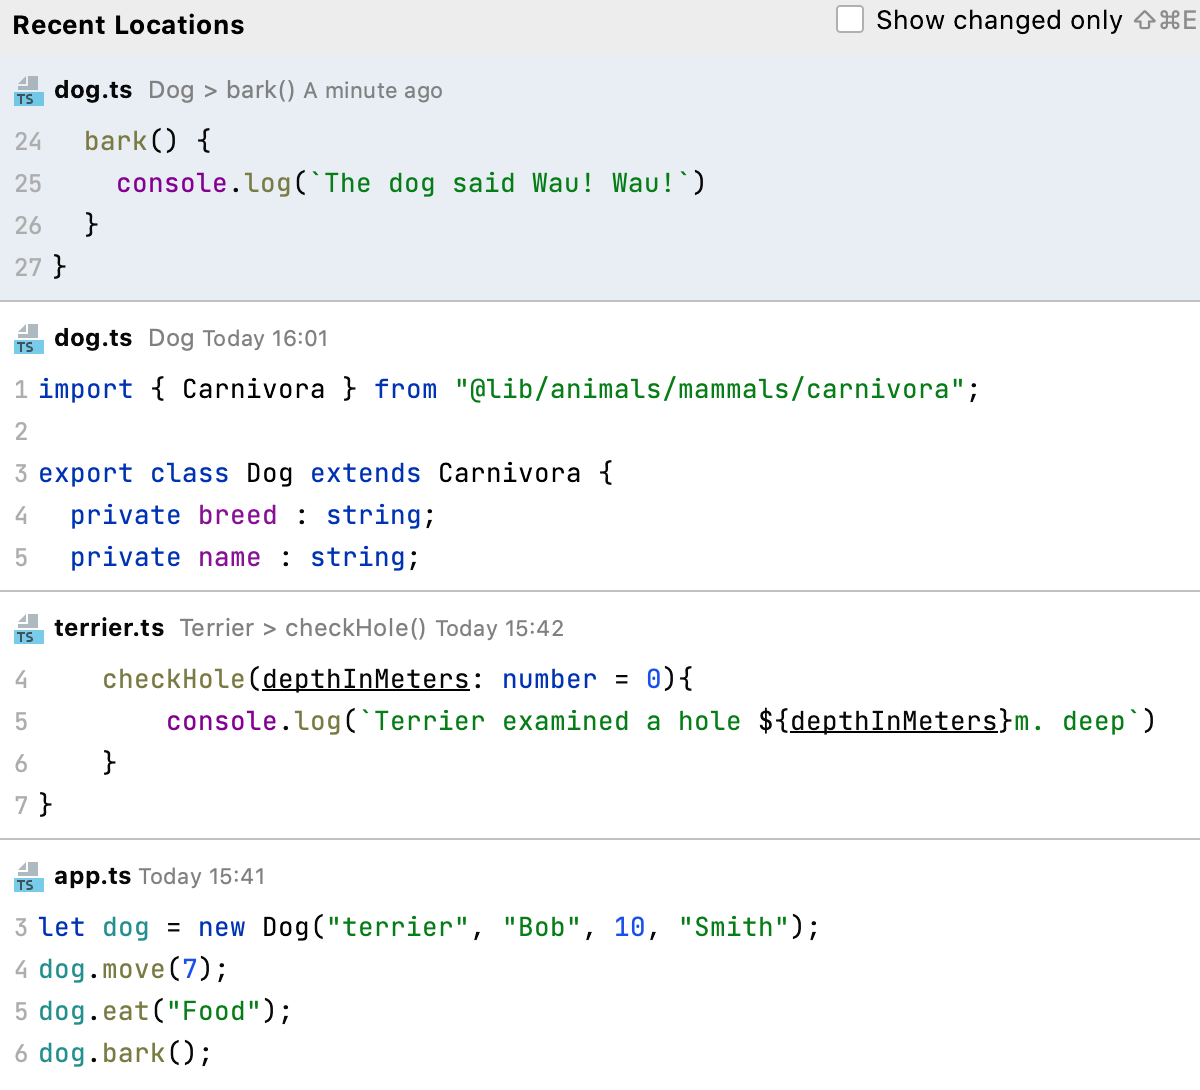 Recent Locations Show changed only ⇧⌘E
TS dog.ts Dog > bark() A minute ago
24 bark() {
25 console.log(`The dog said Wau! Wau!`)
26 }
27 }
TS dog.ts Dog Today 16:01
1 import { Carnivora } from "@lib/animals/mammals/carnivora";
2
3 export class Dog extends Carnivora {
4 private breed : string;
5 private name : string;
TS terrier.ts Terrier > checkHole() Today 15:42
4 checkHole(depthInMeters: number = 0){
5 console.log(`Terrier examined a hole ${depthInMeters}m. deep`)
6 }
7 }
TS app.ts Today 15:41
3 let dog = new Dog("terrier", "Bob", 10, "Smith");
4 dog.move(7);
5 dog.eat("Food");
6 dog.bark();